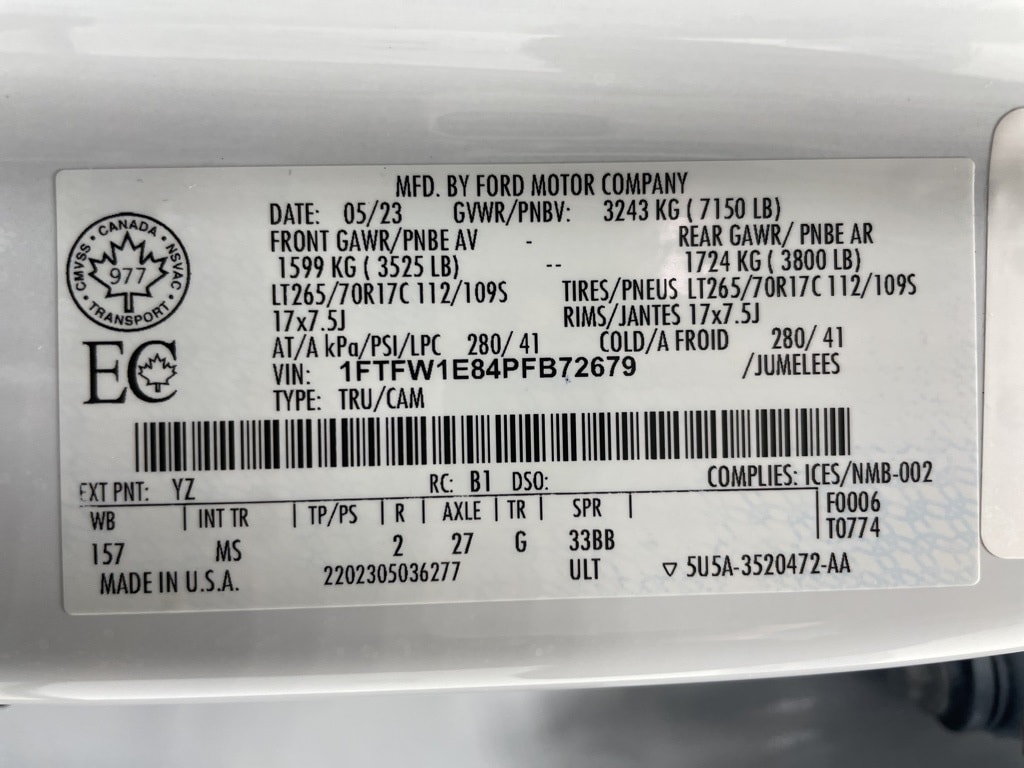 MFD. BY FORD MOTOR COMPANY
DATE: 05/23 GVWR/PNBV: 3243 KG ( 7150 LB)
FRONT GAWR/PNBE AV - REAR GAWR/ PNBE AR
1599 KG ( 3525 LB) -- 1724 KG ( 3800 LB)
LT265/70R17C 112/109S TIRES/PNEUS LT265/70R17C 112/109S
17x7.5J RIMS/JANTES 17x7.5J
AT/A kPa/PSI/LPC 280/ 41 COLD/A FROID 280/ 41
VIN: 1FTFW1E84PFB72679 /JUMELEES
TYPE: TRU/CAM
CANADA
CMVSS 977 NSVAC
TRANSPORT
EC
EXT PNT: YZ RC: B1 DSO: COMPLIES: ICES/NMB-002
WB | INT TR | TP/PS | R | AXLE | TR | SPR | F0006
157 MS 2 27 G 33BB T0774
MADE IN U.S.A. 2202305036277 ULT ▽ 5U5A-3520472-AA